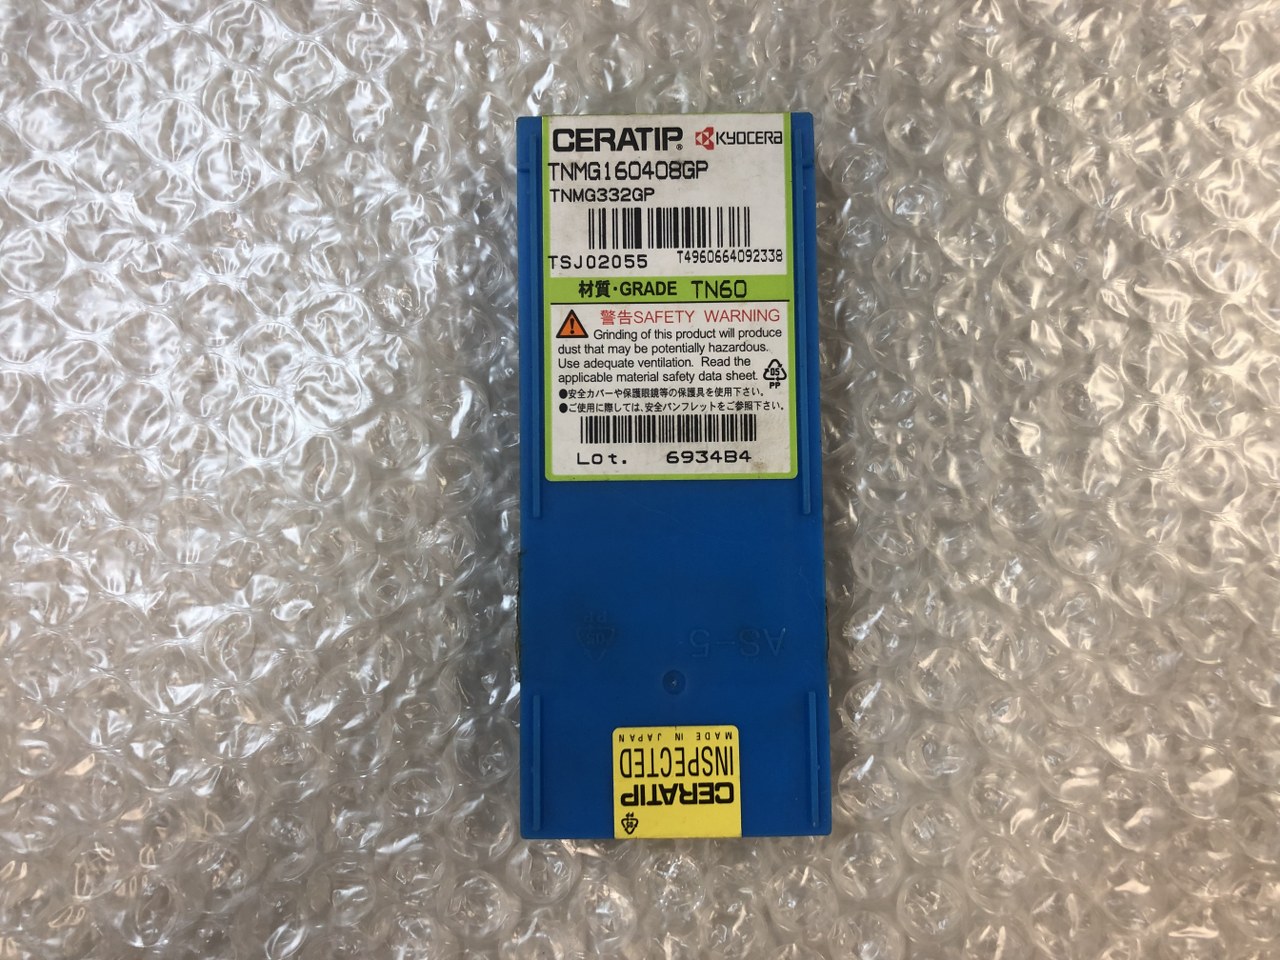 CERATIP® KYOCERA
TNMG160408GP
TNMG332GP
TSJ02055 T4960664092338
材質・GRADE TN60
警告SAFETY WARNING
Grinding of this product will produce
dust that may be potentially hazardous.
Use adequate ventilation. Read the
applicable material safety data sheet.
05
PP
●安全カバーや保護眼鏡等の保護具を使用下さい。
●ご使用に際しては、安全パンフレットをご参照下さい。
Lot. 6934B4
AS-5
MADE IN JAPAN
INSPECTED
CERATIP